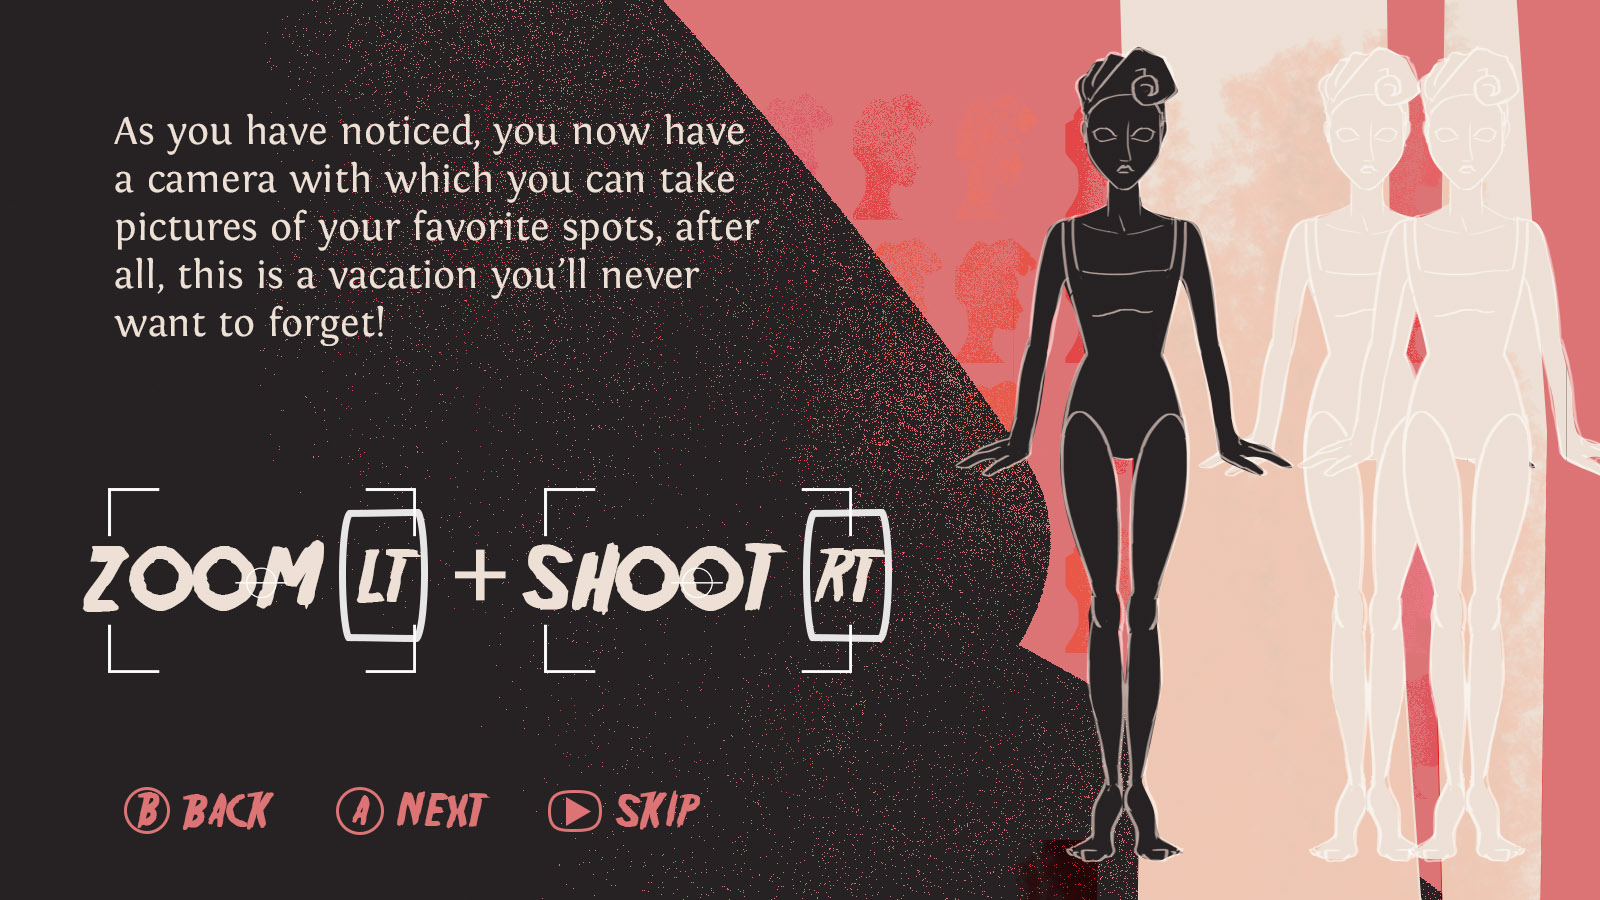 As you have noticed, you now have
a camera with which you can take
pictures of your favorite spots, after
all, this is a vacation you’ll never
want to forget!
ZOOM LT + SHOOT RT
B BACK A NEXT SKIP